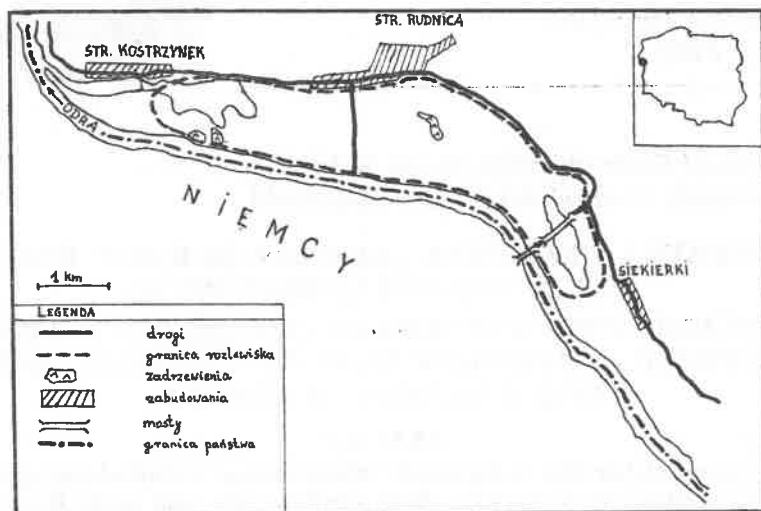 STR. RUDNICA
STR. KOSTRZYNEK
ODRA
NIEMCY
SIEKIERKI
1 km
LEGENDA
drogi
granica rozlewiska
zadrzewienia
zabudowania
mosty
granica państwa